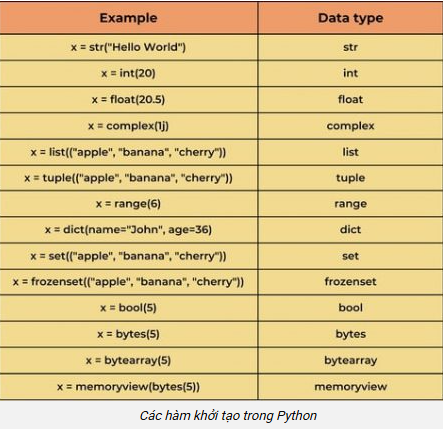 Example Data type
x = str("Hello World") str
x = int(20) int
x = float(20.5) float
x = complex(1j) complex
x = list(("apple", "banana", "cherry")) list
x = tuple(("apple", "banana", "cherry")) tuple
x = range(6) range
x = dict(name="John", age=36) dict
x = set(("apple", "banana", "cherry")) set
x = frozenset(("apple", "banana", "cherry")) frozenset
x = bool(5) bool
x = bytes(5) bytes
x = bytearray(5) bytearray
x = memoryview(bytes(5)) memoryview
Các hàm khởi tạo trong Python